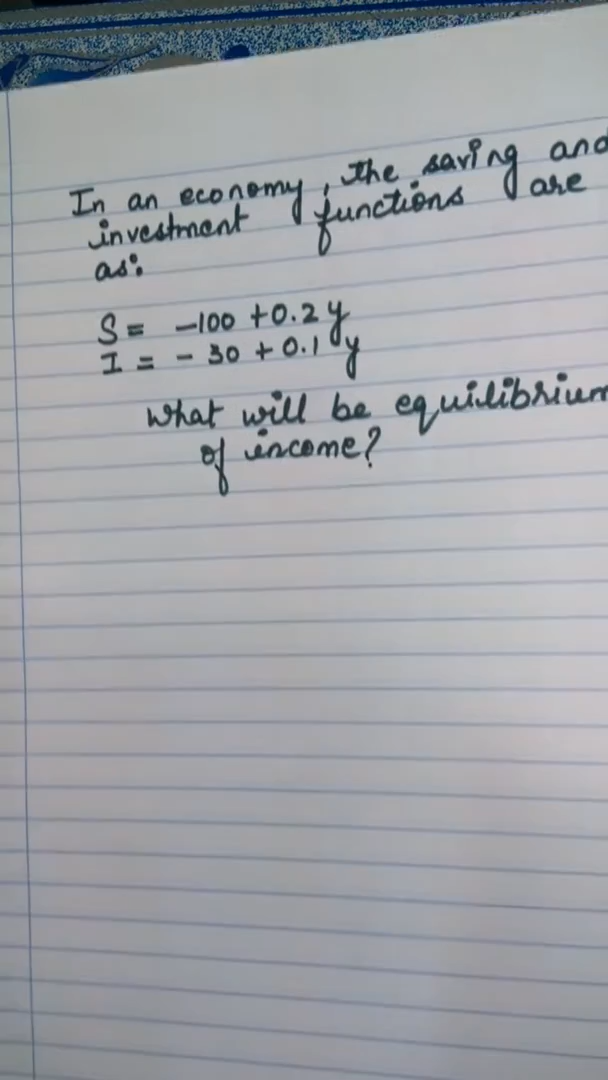 In an economy, the saving and
investment functions are
as:
S = -100 + 0.2y
I = - 30 + 0.1y
What will be equilibrium
of income?